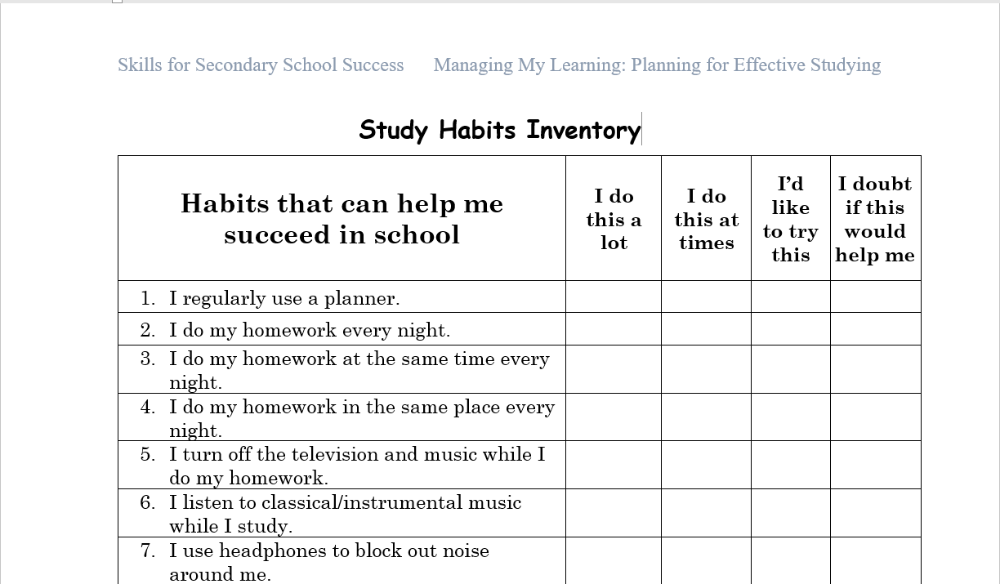 Skills for Secondary School Success Managing My Learning: Planning for Effective Studying
Study Habits Inventory
Habits that can help me
succeed in school
I do
this a
lot
I do
this at
times
I’d
like
to try
this
I doubt
if this
would
help me
1. I regularly use a planner.
2. I do my homework every night.
3. I do my homework at the same time every
night.
4. I do my homework in the same place every
night.
5. I turn off the television and music while I
do my homework.
6. I listen to classical/instrumental music
while I study.
7. I use headphones to block out noise
around me.